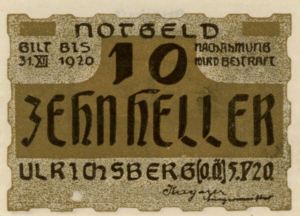 NOTGELD
GILT BIS NACHAHMUNG
31.XII 1920 WIRD BESTRAFT
10
ZEHN HELLER
ULRICHSBERG (O.Ö.) 5.V.20.